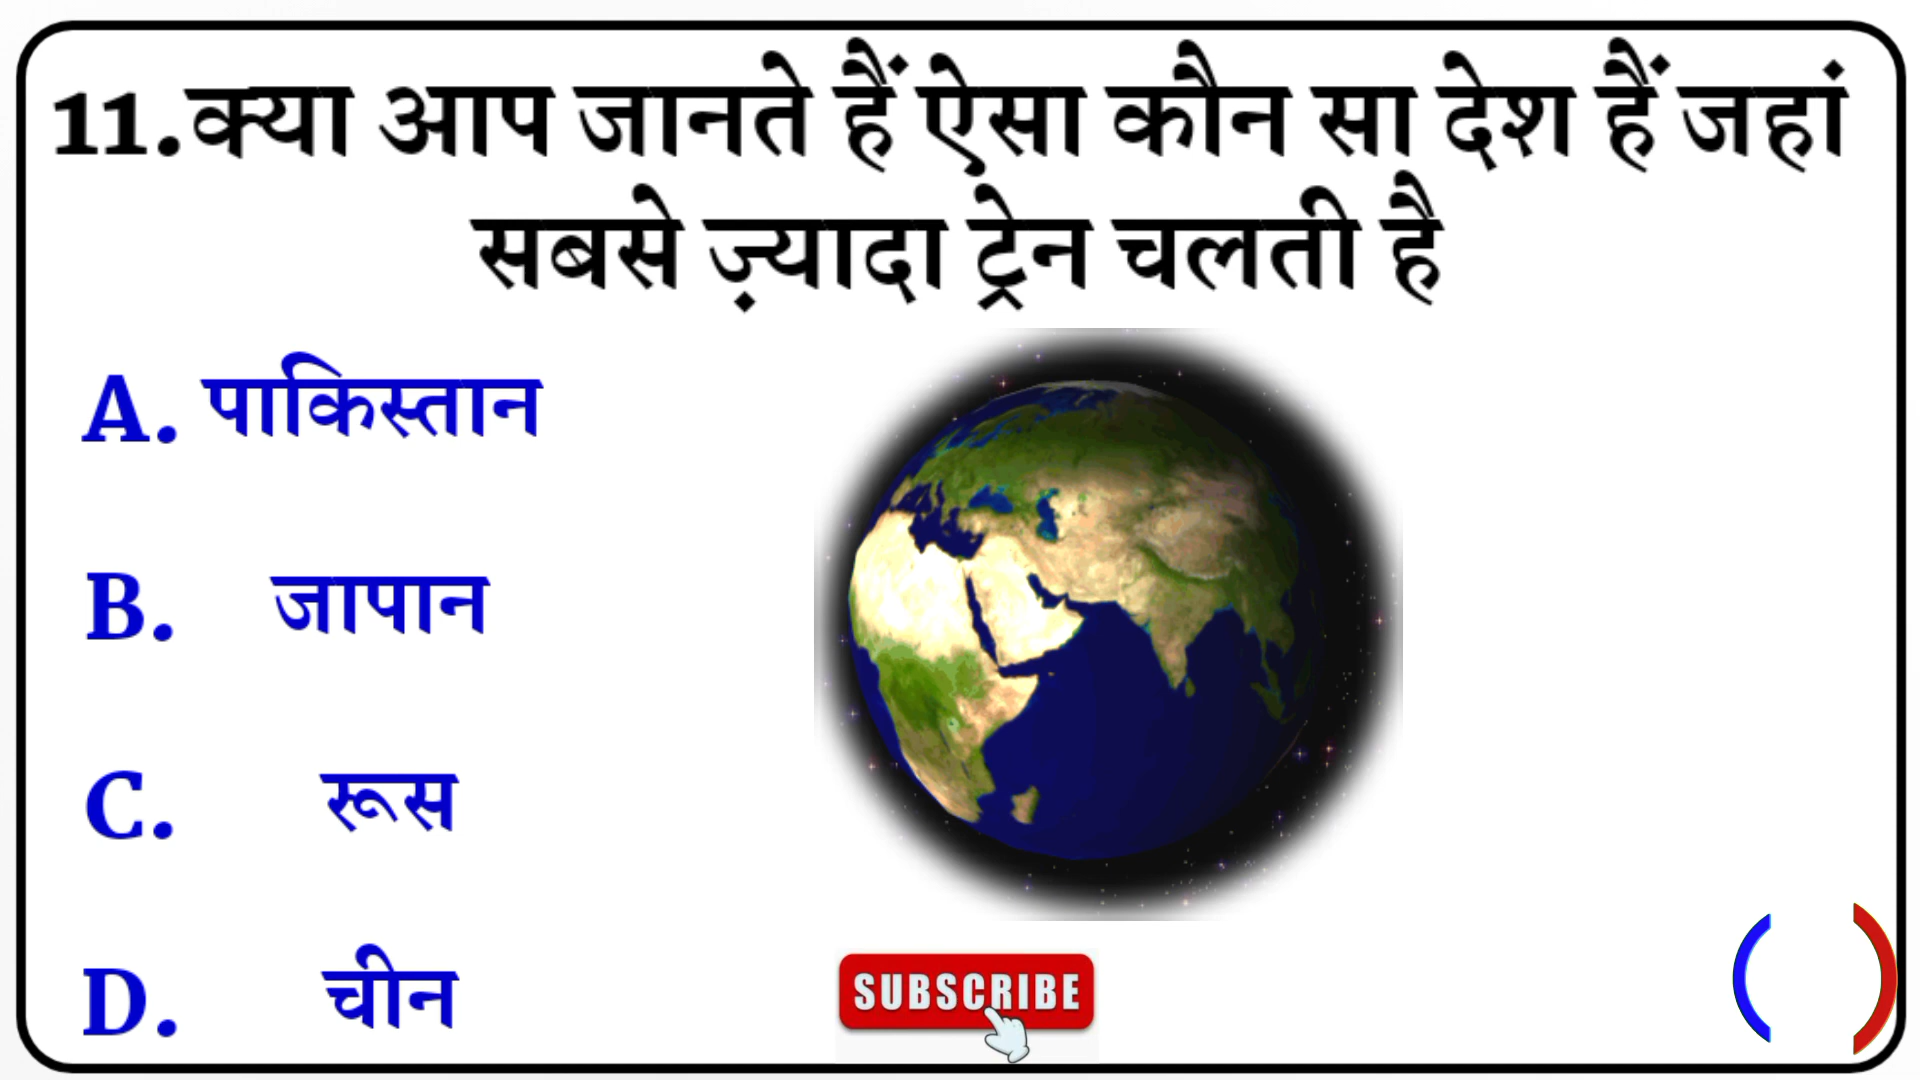 11.क्या आप जानते हैं ऐसा कौन सा देश हैं जहां
सबसे ज़्यादा ट्रेन चलती है
A. पाकिस्तान
B. जापान
C. रूस
D. चीन
SUBSCRIBE